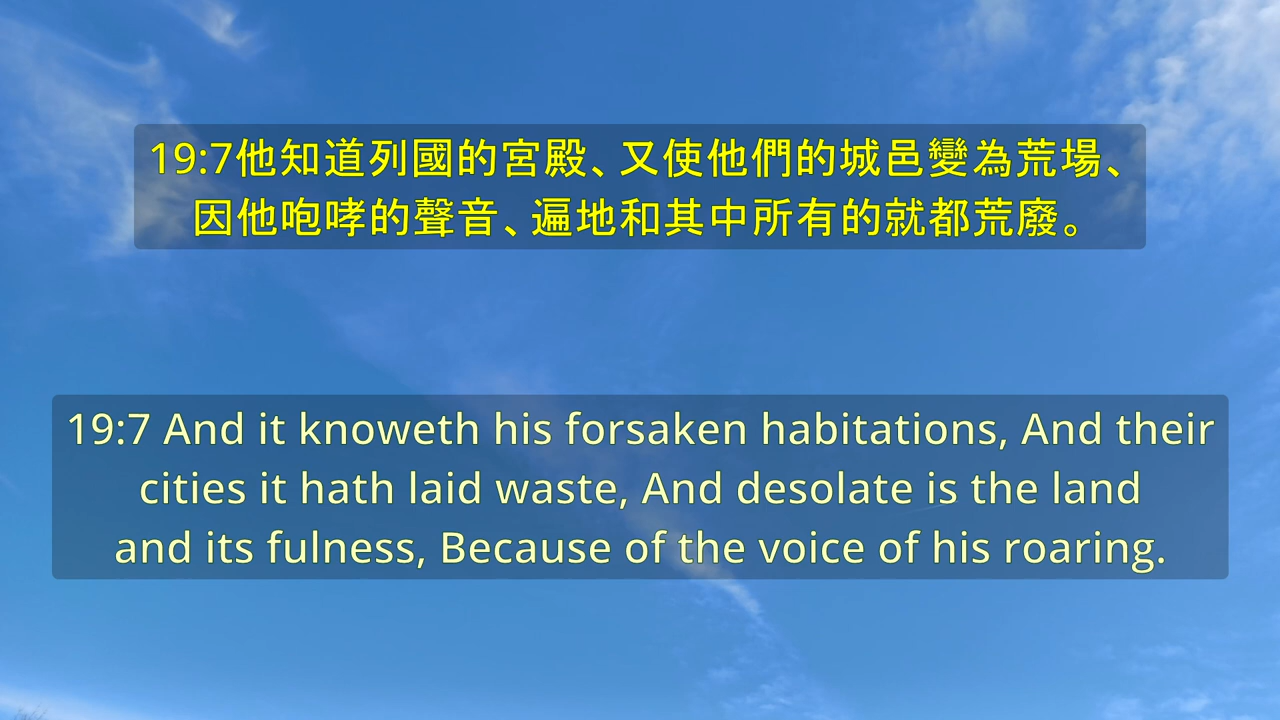 19:7他知道列國的宮殿、又使他們的城邑變為荒場、
因他咆哮的聲音、遍地和其中所有的就都荒廢。
19:7 And it knoweth his forsaken habitations, And their
cities it hath laid waste, And desolate is the land
and its fulness, Because of the voice of his roaring.